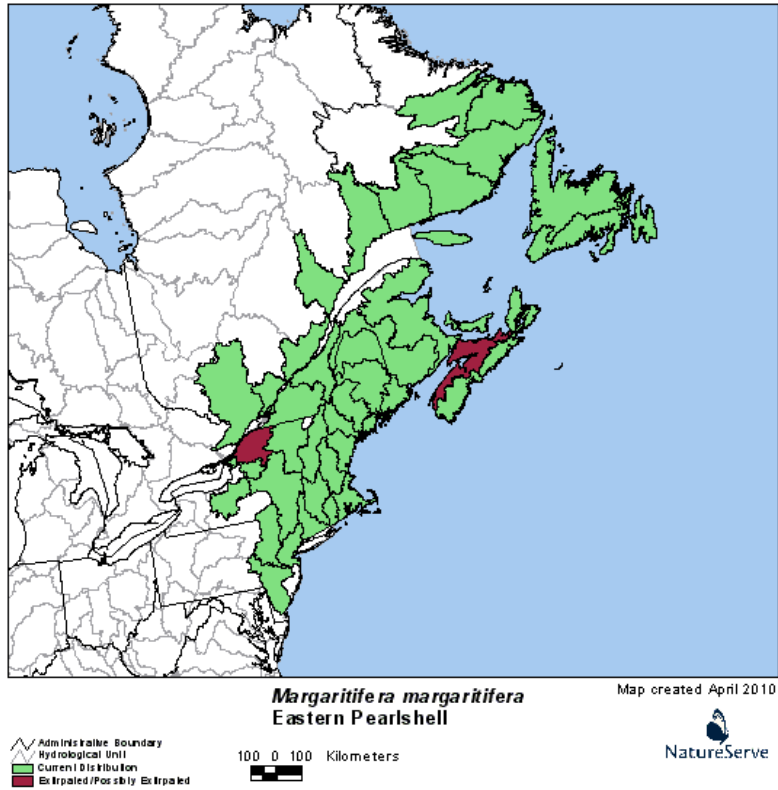 Margaritifera margaritifera
Eastern Pearlshell
Map created April 2010
NatureServe
Administrative Boundary
Hydrological Unit
Current Distribution
Extirpated/Possibly Extirpated
100 0 100 Kilometers